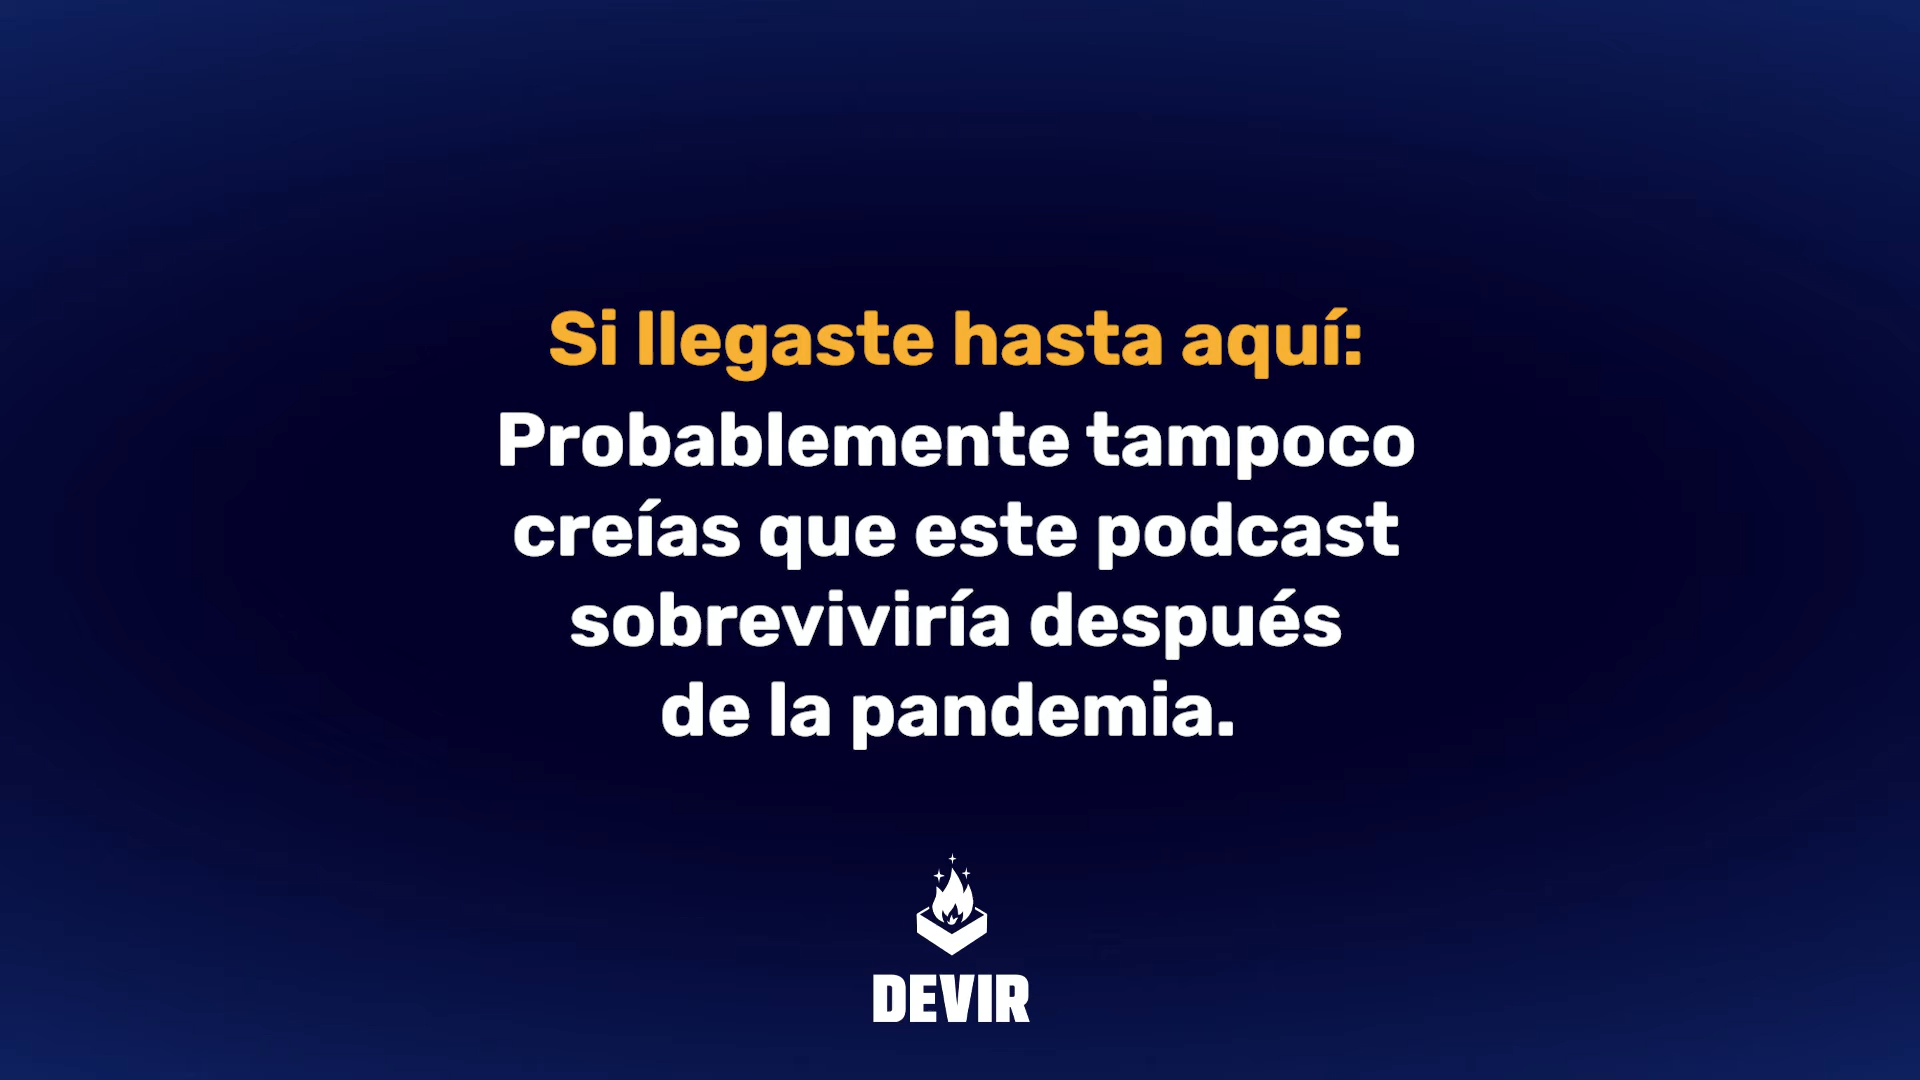 Si llegaste hasta aquí:
Probablemente tampoco
creías que este podcast
sobreviviría después
de la pandemia.
DEVIR